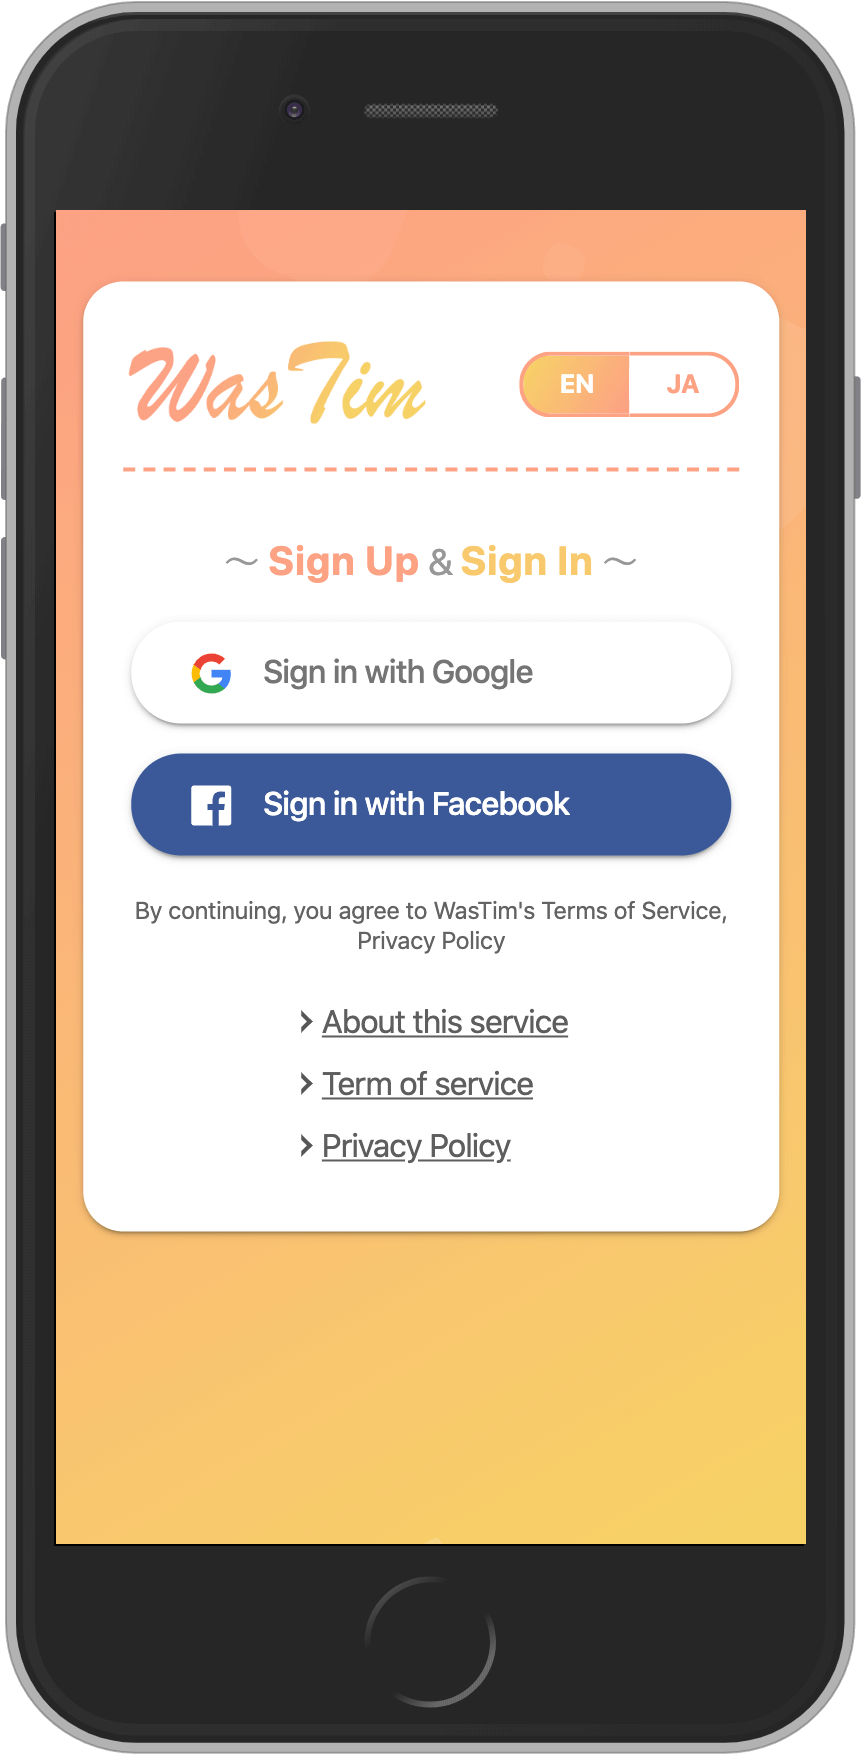 WasTim
EN JA
〜 Sign Up & Sign In 〜
Sign in with Google
Sign in with Facebook
By continuing, you agree to WasTim's Terms of Service,
Privacy Policy
About this service
Term of service
Privacy Policy